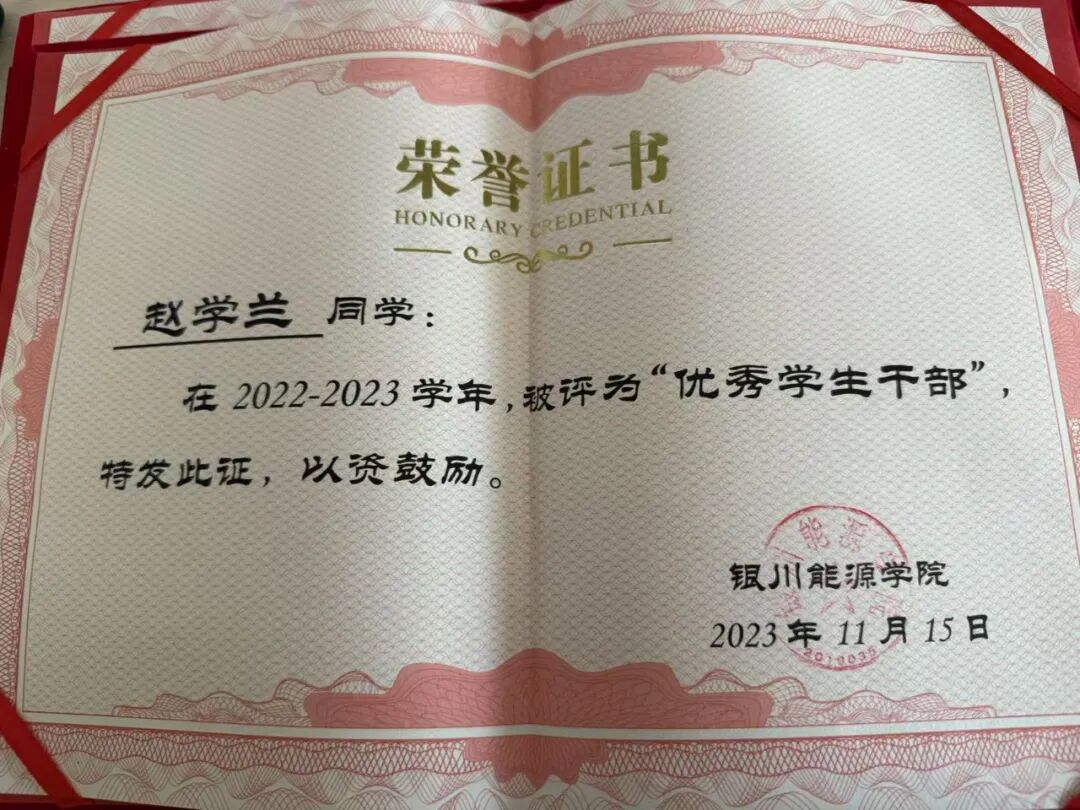 荣誉证书
HONORARY CREDENTIAL
赵学兰 同学：
在 2022-2023 学年，被评为“优秀学生干部”，
特发此证，以资鼓励。
银川能源学院
2023 年 11 月 15 日